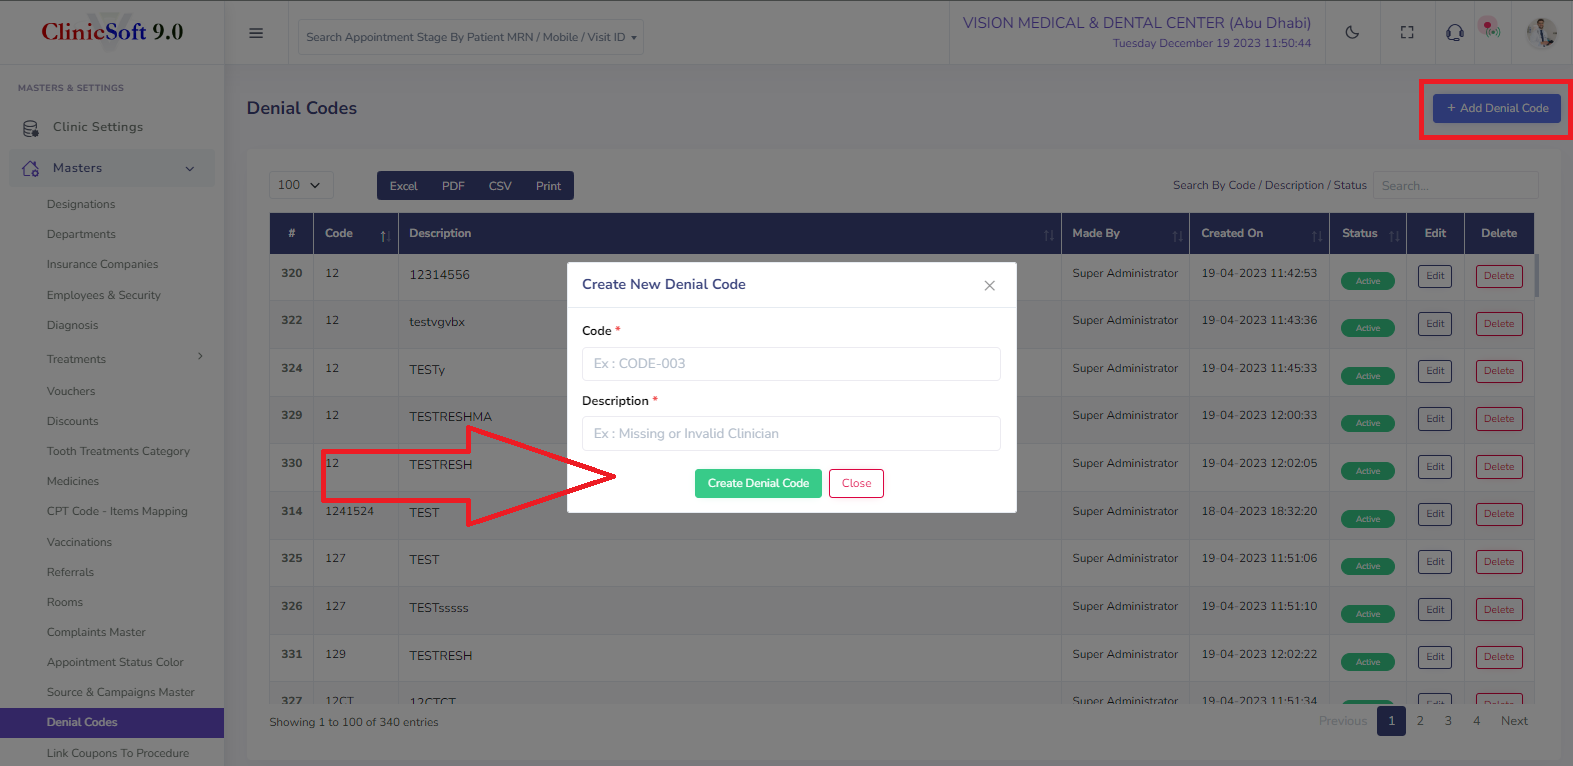 ClinicSoft 9.0
Search Appointment Stage By Patient MRN / Mobile / Visit ID
VISION MEDICAL & DENTAL CENTER (Abu Dhabi)
Tuesday December 19 2023 11:50:44
MASTERS & SETTINGS
Clinic Settings
Masters
Designations
Departments
Insurance Companies
Employees & Security
Diagnosis
Treatments
Vouchers
Discounts
Tooth Treatments Category
Medicines
CPT Code - Items Mapping
Vaccinations
Referrals
Rooms
Complaints Master
Appointment Status Color
Source & Campaigns Master
Denial Codes
Link Coupons To Procedure
Denial Codes
+ Add Denial Code
100
Excel PDF CSV Print
Search By Code / Description / Status Search...
# Code Description Made By Created On Status Edit Delete
320 12 12314556 Super Administrator 19-04-2023 11:42:53 Active Edit Delete
322 12 testvgvbx Super Administrator 19-04-2023 11:43:36 Active Edit Delete
324 12 TESTy Super Administrator 19-04-2023 11:45:33 Active Edit Delete
329 12 TESTRESHMA Super Administrator 19-04-2023 12:00:33 Active Edit Delete
330 12 TESTRESH Super Administrator 19-04-2023 12:02:05 Active Edit Delete
314 1241524 TEST Super Administrator 18-04-2023 18:32:20 Active Edit Delete
325 127 TEST Super Administrator 19-04-2023 11:51:06 Active Edit Delete
326 127 TESTsssss Super Administrator 19-04-2023 11:51:10 Active Edit Delete
331 129 TESTRESH Super Administrator 19-04-2023 12:02:22 Active Edit Delete
327 12CT 12CTCT Super Administrator 19-04-2023 11:51:34 Edit Delete
Showing 1 to 100 of 340 entries
Previous 1 2 3 4 Next
Create New Denial Code
Code *
Ex : CODE-003
Description *
Ex : Missing or Invalid Clinician
Create Denial Code Close